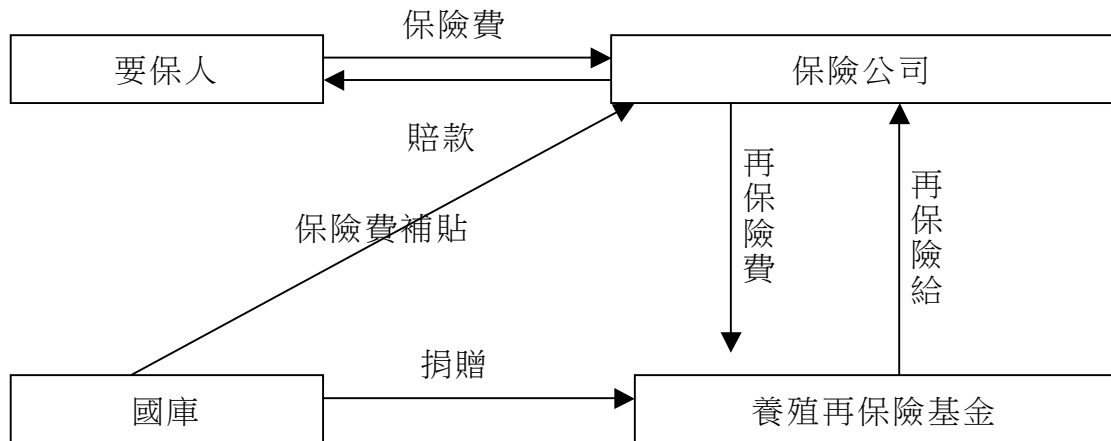 保險費
要保人
保險公司
賠款
保險費補貼
再保險費
再保險給
捐贈
國庫
養殖再保險基金